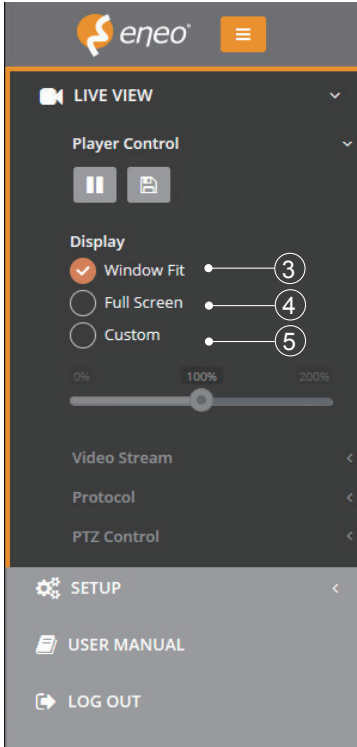 eneo
LIVE VIEW
Player Control
Display
Window Fit
3
Full Screen
4
Custom
5
0% 100% 200%
Video Stream
Protocol
PTZ Control
SETUP
USER MANUAL
LOG OUT